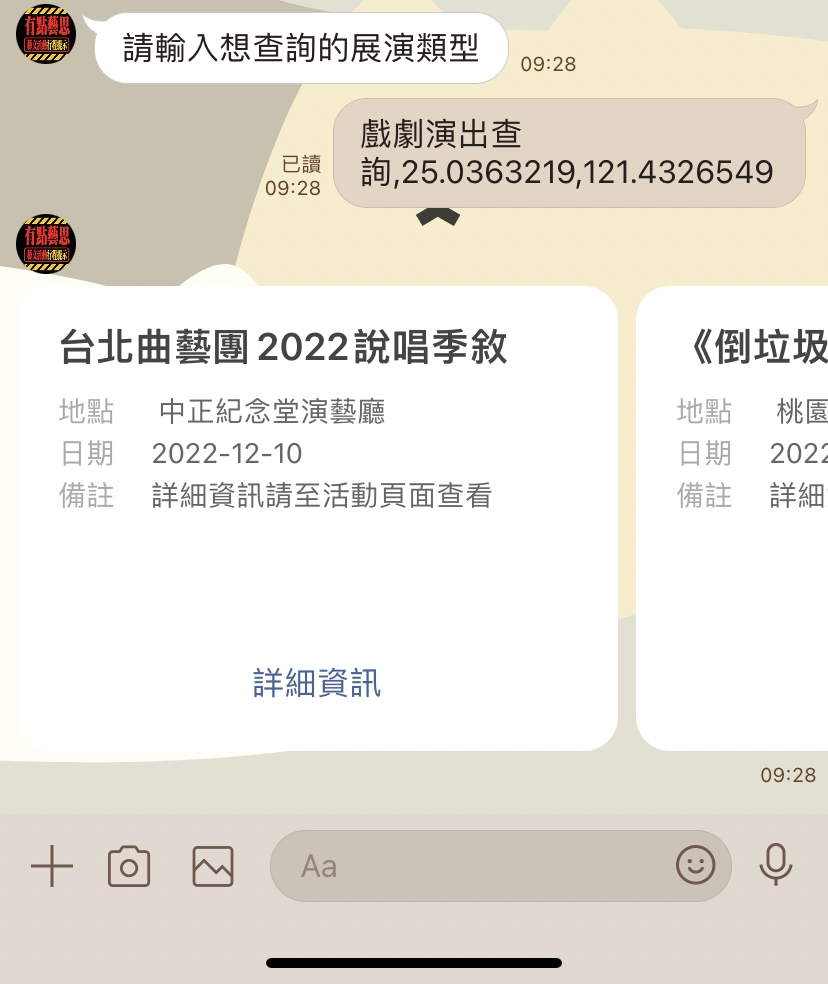 有點藝思
請輸入想查詢的展演類型
09:28
戲劇演出查
詢,25.0363219,121.4326549
已讀
09:28
有點藝思
台北曲藝團2022說唱季敘
地點 中正紀念堂演藝廳
日期 2022-12-10
備註 詳細資訊請至活動頁面查看
詳細資訊
《倒垃圾
地點 桃園
日期 2022
備註 詳細
09:28
Aa